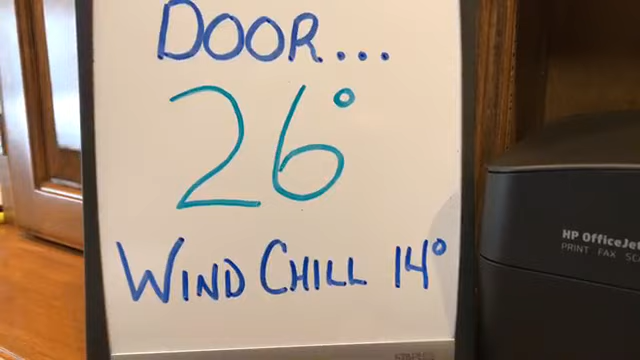 DOOR...
26°
WIND CHILL 14°
HP OfficeJet
PRINT FAX